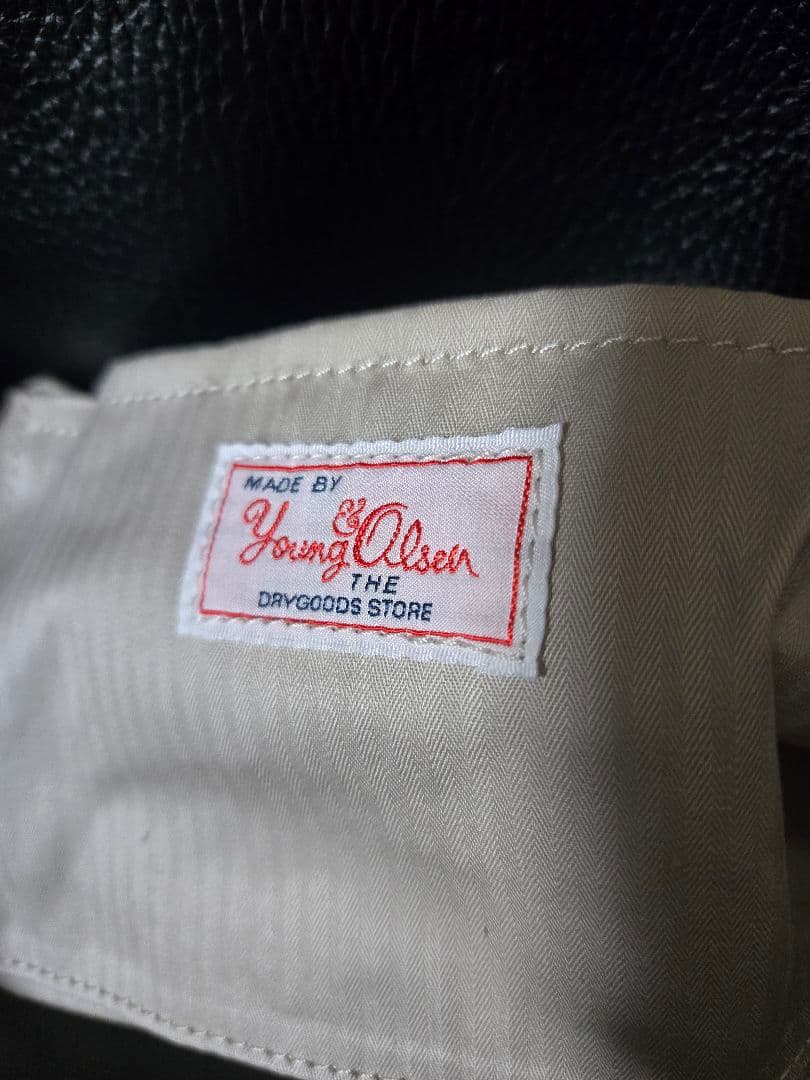 MADE BY
Young & Olsen
THE
DRYGOODS STORE